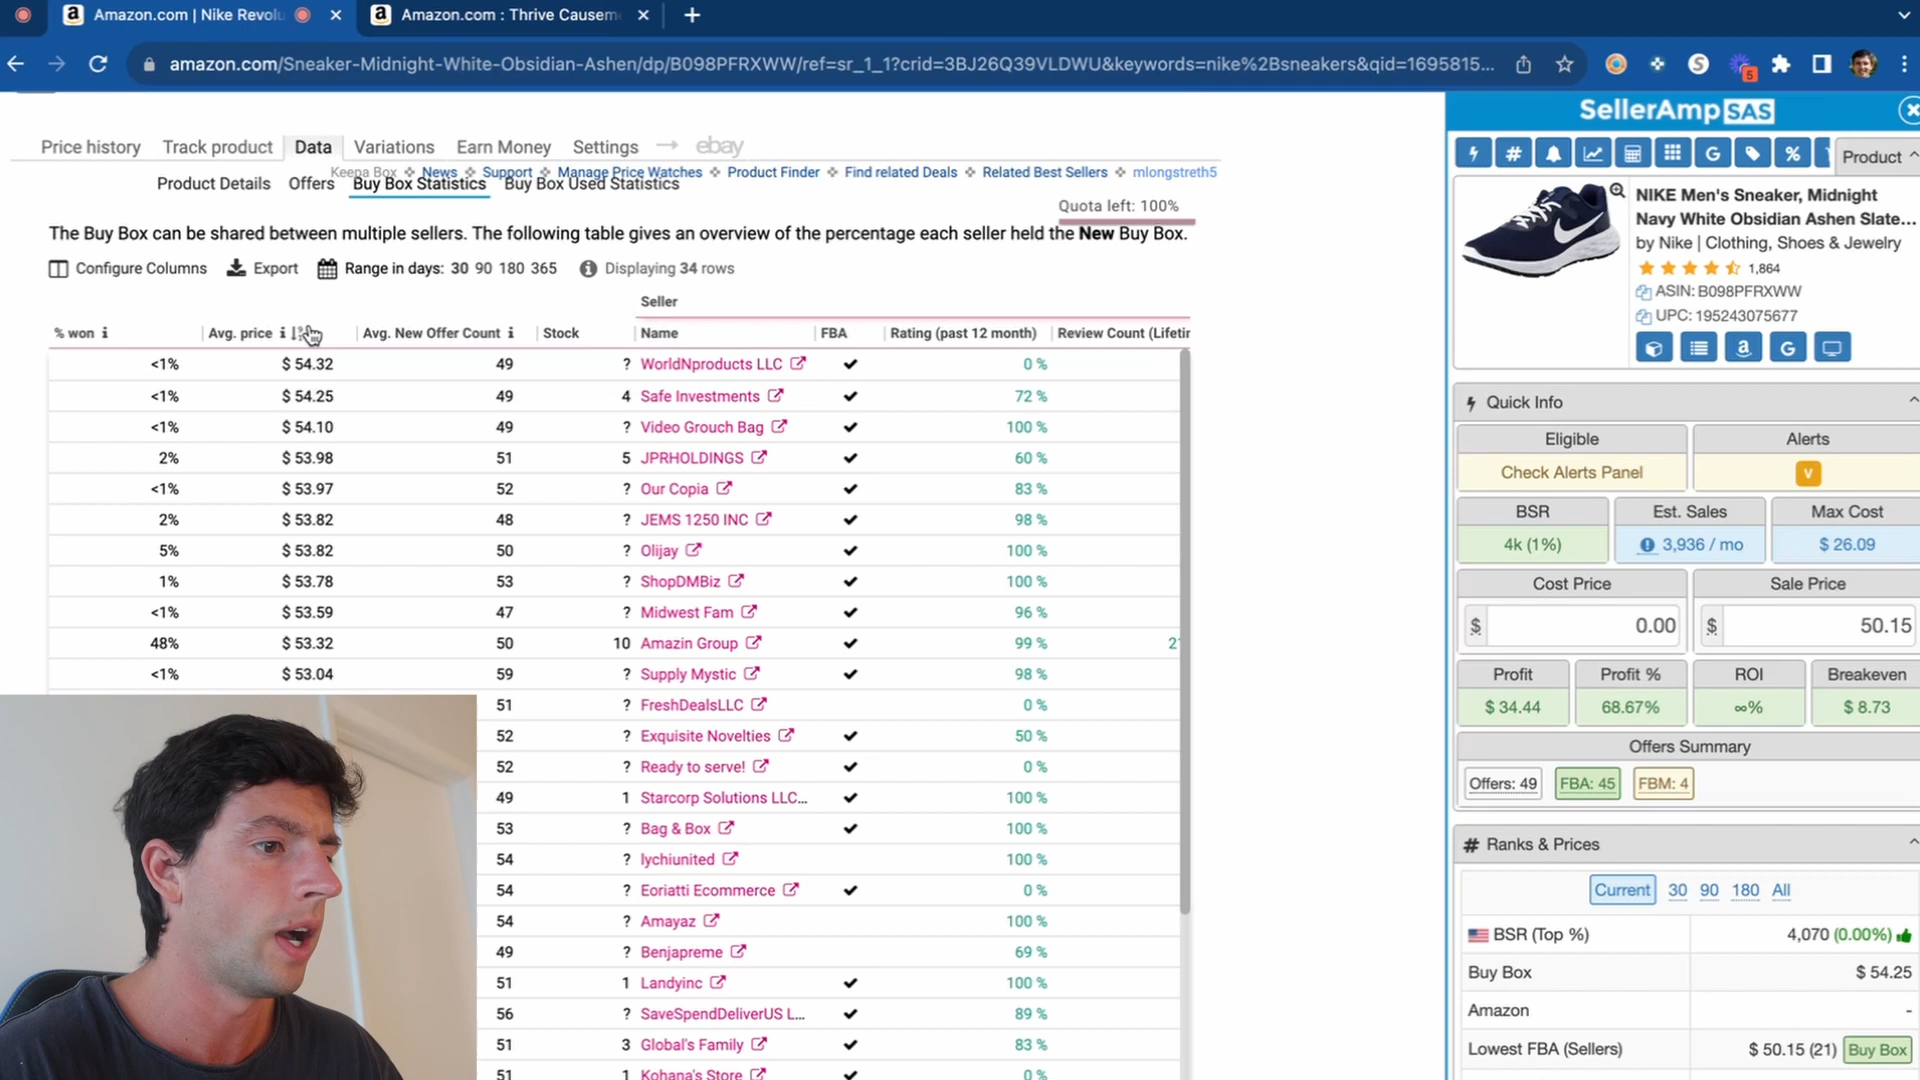 Amazon.com | Nike Revolu
Amazon.com : Thrive Causem
amazon.com/Sneaker-Midnight-White-Obsidian-Ashen/dp/B098PFRXWW/ref=sr_1_1?crid=3BJ26Q39VLDWU&keywords=nike%2Bsneakers&qid=1695815...
5
Price history Track product Data Variations Earn Money Settings → ebay
Keepa Box News Support Manage Price Watches Product Finder Find related Deals Related Best Sellers mlongstreth5
Product Details Offers Buy Box Statistics Buy Box Used Statistics
Quota left: 100%
The Buy Box can be shared between multiple sellers. The following table gives an overview of the percentage each seller held the New Buy Box.
Configure Columns Export Range in days: 30 90 180 365 Displaying 34 rows
Seller
% won Avg. price Avg. New Offer Count Stock Name FBA Rating (past 12 month) Review Count (Lifetir
<1% $ 54.32 49 ? WorldNproducts LLC ✔ 0 %
<1% $ 54.25 49 4 Safe Investments ✔ 72 %
<1% $ 54.10 49 ? Video Grouch Bag ✔ 100 %
2% $ 53.98 51 5 JPRHOLDINGS ✔ 60 %
<1% $ 53.97 52 ? Our Copia ✔ 83 %
2% $ 53.82 48 ? JEMS 1250 INC ✔ 98 %
5% $ 53.82 50 ? Olijay ✔ 100 %
1% $ 53.78 53 ? ShopDMBiz ✔ 100 %
<1% $ 53.59 47 ? Midwest Fam ✔ 96 %
48% $ 53.32 50 10 Amazin Group ✔ 99 % 2
<1% $ 53.04 59 ? Supply Mystic ✔ 98 %
51 ? FreshDealsLLC 0 %
52 ? Exquisite Novelties ✔ 50 %
52 ? Ready to serve! ✔ 0 %
49 1 Starcorp Solutions LLC... ✔ 100 %
53 ? Bag & Box ✔ 100 %
54 ? lychiunited 100 %
54 ? Eoriatti Ecommerce ✔ 0 %
54 ? Amayaz 100 %
49 ? Benjapreme 69 %
51 1 Landyinc ✔ 100 %
56 ? SaveSpendDeliverUS L... ✔ 89 %
51 3 Global's Family ✔ 83 %
51 1 Kohana's Store ✔ 0 %
SellerAmp SAS
Product
NIKE Men's Sneaker, Midnight
Navy White Obsidian Ashen Slate...
by Nike | Clothing, Shoes & Jewelry
1,864
ASIN: B098PFRXWW
UPC: 195243075677
Quick Info
Eligible Alerts
Check Alerts Panel V
BSR Est. Sales Max Cost
4k (1%) 3,936 / mo $ 26.09
Cost Price Sale Price
$ 0.00 $ 50.15
Profit Profit % ROI Breakeven
$ 34.44 68.67% ∞% $ 8.73
Offers Summary
Offers: 49 FBA: 45 FBM: 4
# Ranks & Prices
Current 30 90 180 All
BSR (Top %) 4,070 (0.00%)
Buy Box $ 54.25
Amazon -
Lowest FBA (Sellers) $ 50.15 (21) Buy Box